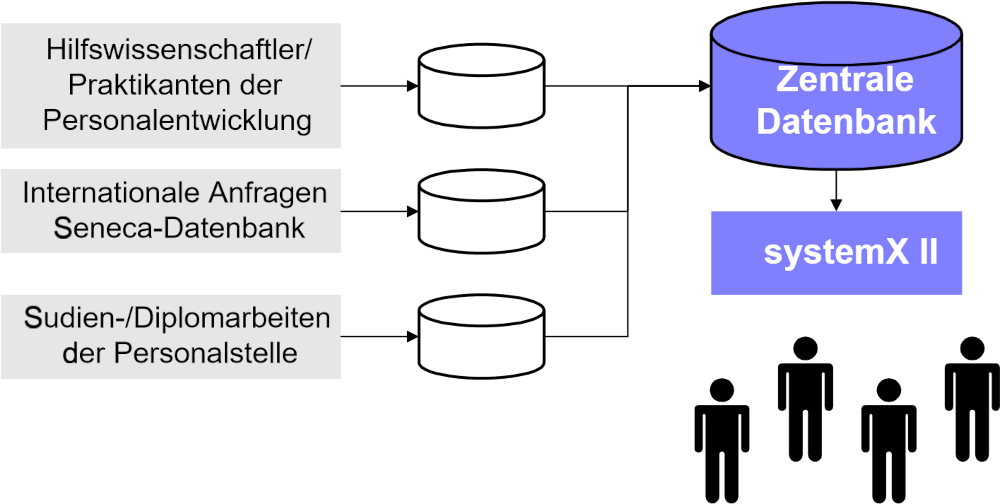 Hilfswissenschaftler/
Praktikanten der
Personalentwicklung
Internationale Anfragen
Seneca-Datenbank
Sudien-/Diplomarbeiten
der Personalstelle
Zentrale
Datenbank
systemX II